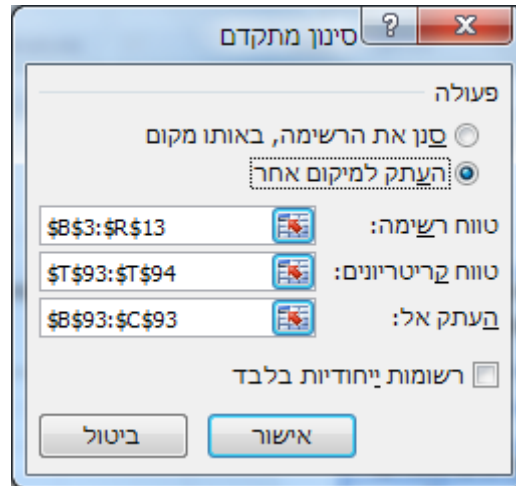 סינון מתקדם
פעולה
סנן את הרשימה, באותו מקום
העתק למיקום אחר
טווח רשימה: $B$3:$R$13
טווח קריטריונים: $T$93:$T$94
העתק אל: $B$93:$C$93
רשומות ייחודיות בלבד
אישור ביטול